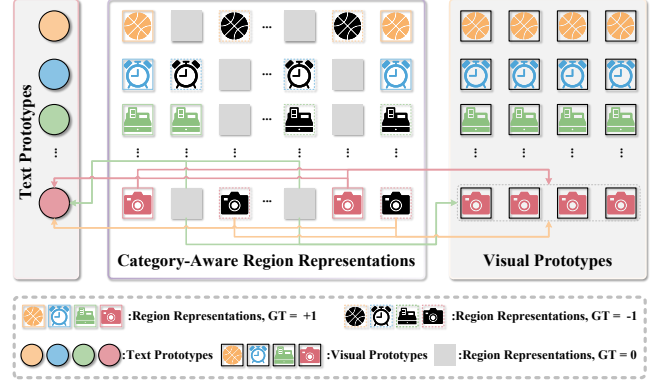 Text Prototypes
...
...
...
...
Category-Aware Region Representations
Visual Prototypes
:Region Representations, GT = +1
:Region Representations, GT = -1
:Text Prototypes
:Visual Prototypes
:Region Representations, GT = 0